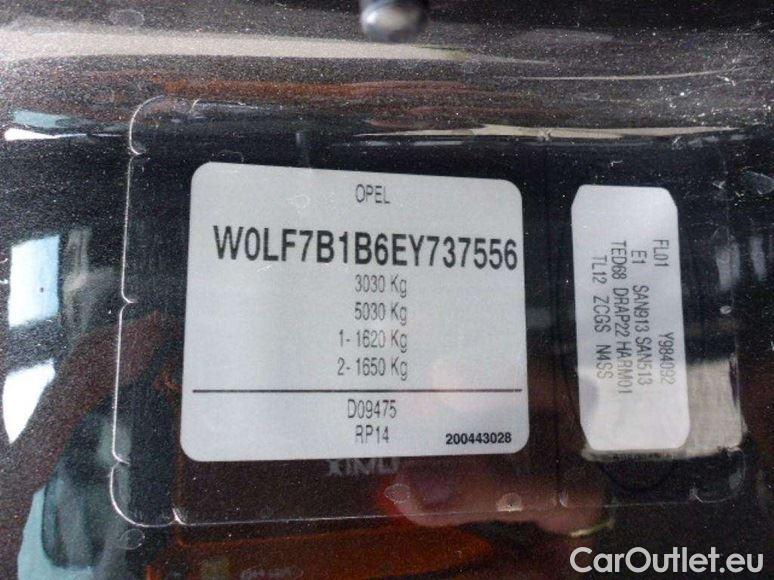 OPEL
W0LF7B1B6EY737556
3030 Kg
5030 Kg
1- 1620 Kg
2- 1650 Kg
D09475
RP14
200443028
FL01 Y984092
E1 SAN913 SAN513
TED68 DRAP22 HARM01
TL12 ZCGS N4SS
CarOutlet.eu